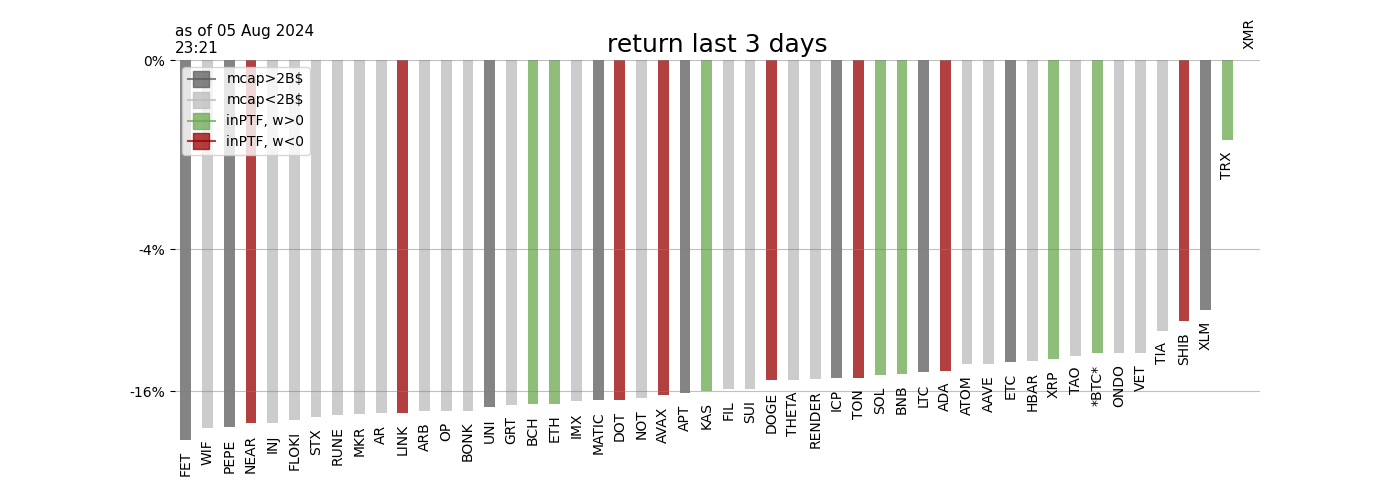 as of 05 Aug 2024
23:21
return last 3 days
XMR
0%
mcap>2B$
mcap<2B$
inPTF, w>0
inPTF, w<0
TRX
-4%
-16%
FET
WIF
PEPE
NEAR
INJ
FLOKI
STX
RUNE
MKR
AR
LINK
ARB
OP
BONK
UNI
GRT
BCH
ETH
IMX
MATIC
DOT
NOT
AVAX
APT
KAS
FIL
SUI
DOGE
THETA
RENDER
ICP
TON
SOL
BNB
LTC
ADA
ATOM
AAVE
ETC
HBAR
XRP
TAO
*BTC*
ONDO
VET
TIA
SHIB
XLM